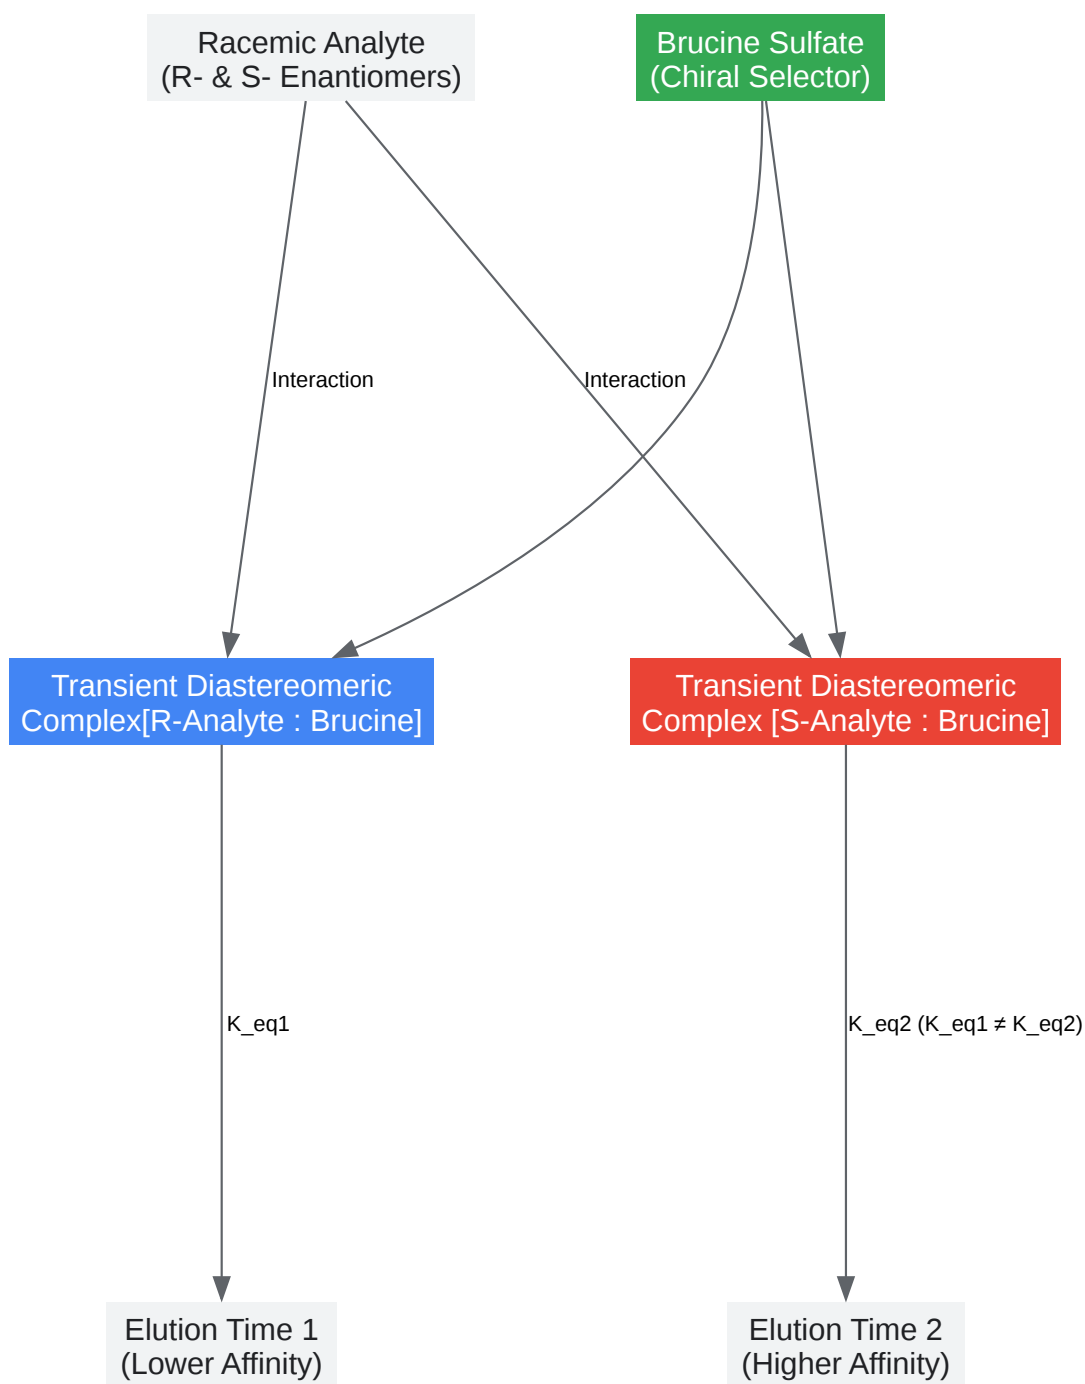 Racemic Analyte
(R- & S- Enantiomers)
Brucine Sulfate
(Chiral Selector)
Interaction
Interaction
Transient Diastereomeric
Complex[R-Analyte : Brucine]
Transient Diastereomeric
Complex [S-Analyte : Brucine]
K_eq1
K_eq2 (K_eq1 ≠ K_eq2)
Elution Time 1
(Lower Affinity)
Elution Time 2
(Higher Affinity)